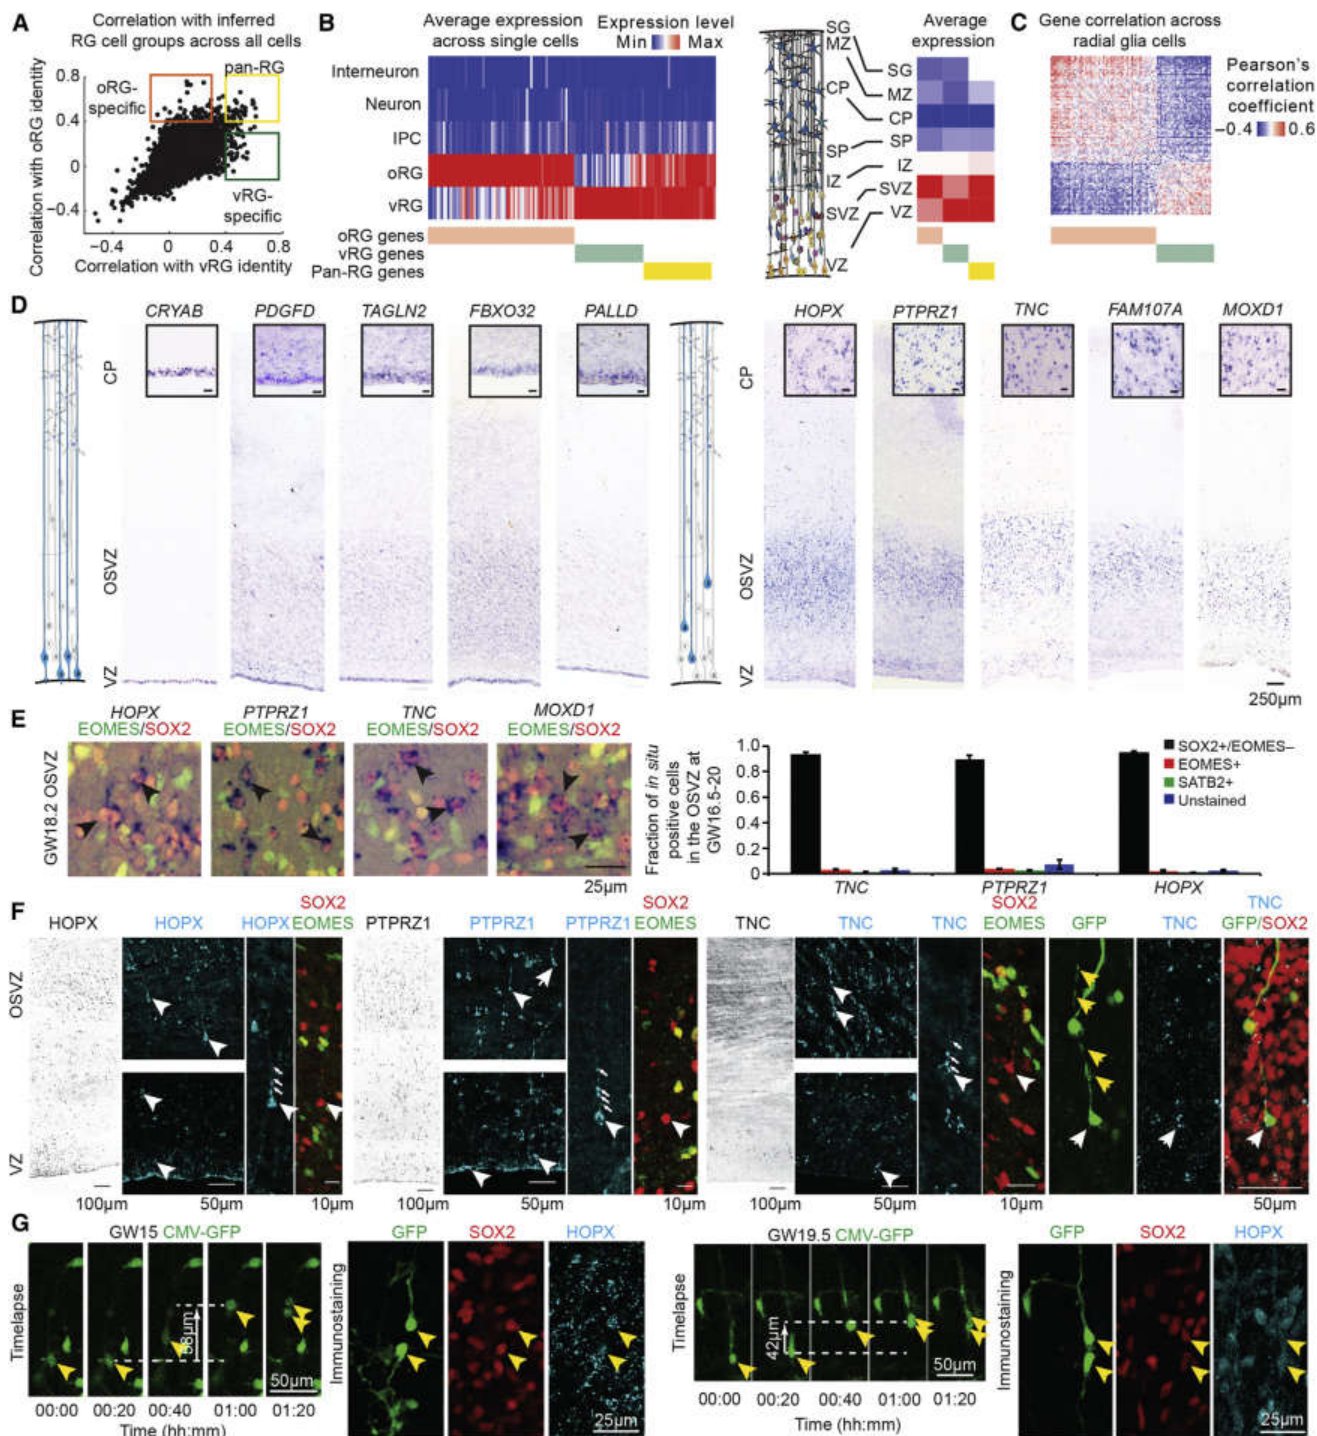 A
Correlation with inferred
RG cell groups across all cells
pan-RG
oRG-
specific
vRG-
specific
0.8
0.4
0
−0.4
−0.4
0
0.4
0.8
Correlation with oRG identity
Correlation with vRG identity
B
Average expression
across single cells
Expression level
Min
Max
Interneuron
Neuron
IPC
oRG
vRG
oRG genes
vRG genes
Pan-RG genes
SG
MZ
CP
SP
IZ
SVZ
VZ
Average
expression
SG
MZ
CP
SP
IZ
SVZ
VZ
C
Gene correlation across
radial glia cells
Pearson's
correlation
coefficient
−0.4
0.6
D
CRYAB
PDGFD
TAGLN2
FBXO32
PALLD
CP
OSVZ
VZ
HOPX
PTPRZ1
TNC
FAM107A
MOXD1
CP
OSVZ
VZ
250µm
E
HOPX
EOMES/SOX2
PTPRZ1
EOMES/SOX2
TNC
EOMES/SOX2
MOXD1
EOMES/SOX2
GW18.2 OSVZ
25µm
Fraction of in situ
positive cells
in the OSVZ at
GW16.5-20
1.0
0.8
0.6
0.4
0.2
0
TNC
PTPRZ1
HOPX
SOX2+/EOMES–
EOMES+
SATB2+
Unstained
F
HOPX
HOPX
HOPX
SOX2
EOMES
PTPRZ1
PTPRZ1
PTPRZ1
SOX2
EOMES
TNC
TNC
TNC
SOX2
EOMES
GFP
TNC
TNC
GFP/SOX2
OSVZ
VZ
100µm
50µm
10µm
100µm
50µm
10µm
100µm
50µm
10µm
50µm
G
GW15 CMV-GFP
Timelapse
58µm
50µm
00:00
00:20
00:40
01:00
01:20
Time (hh:mm)
Immunostaining
GFP
SOX2
HOPX
25µm
GW19.5 CMV-GFP
Timelapse
42µm
50µm
00:00
00:20
00:40
01:00
01:20
Time (hh:mm)
Immunostaining
GFP
SOX2
HOPX
25µm